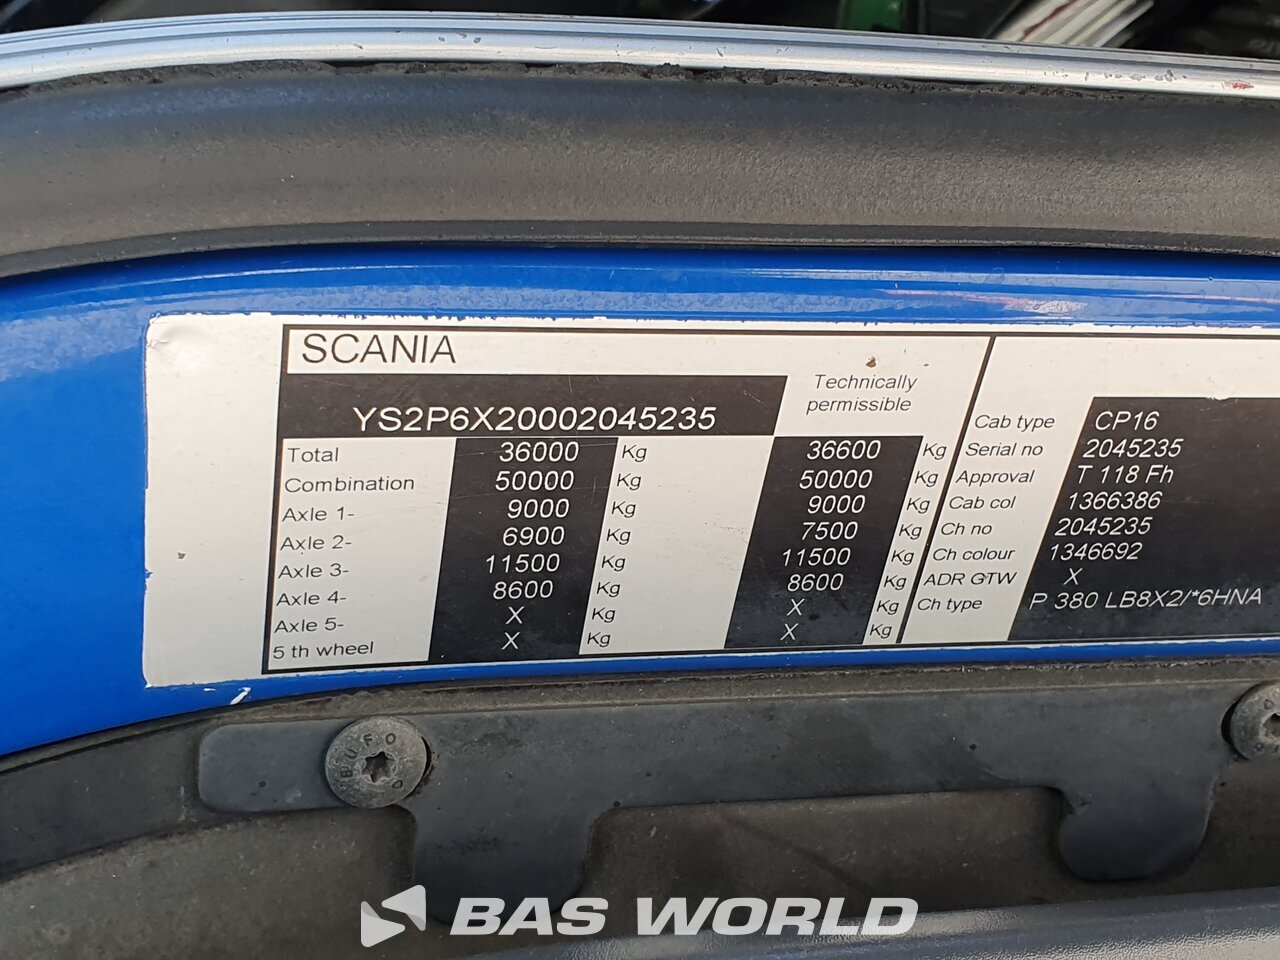 SCANIA
Technically
permissible
YS2P6X20002045235
Total 36000 Kg 36600 Kg
Combination 50000 Kg 50000 Kg
Axle 1- 9000 Kg 9000 Kg
Axle 2- 6900 Kg 7500 Kg
Axle 3- 11500 Kg 11500 Kg
Axle 4- 8600 Kg 8600 Kg
Axle 5- X Kg X Kg
5 th wheel X Kg X Kg
Cab type CP16
Serial no 2045235
Approval T 118 Fh
Cab col 1366386
Ch no 2045235
Ch colour 1346692
ADR GTW X
Ch type P 380 LB8X2/*6HNA
BUFO
BAS WORLD